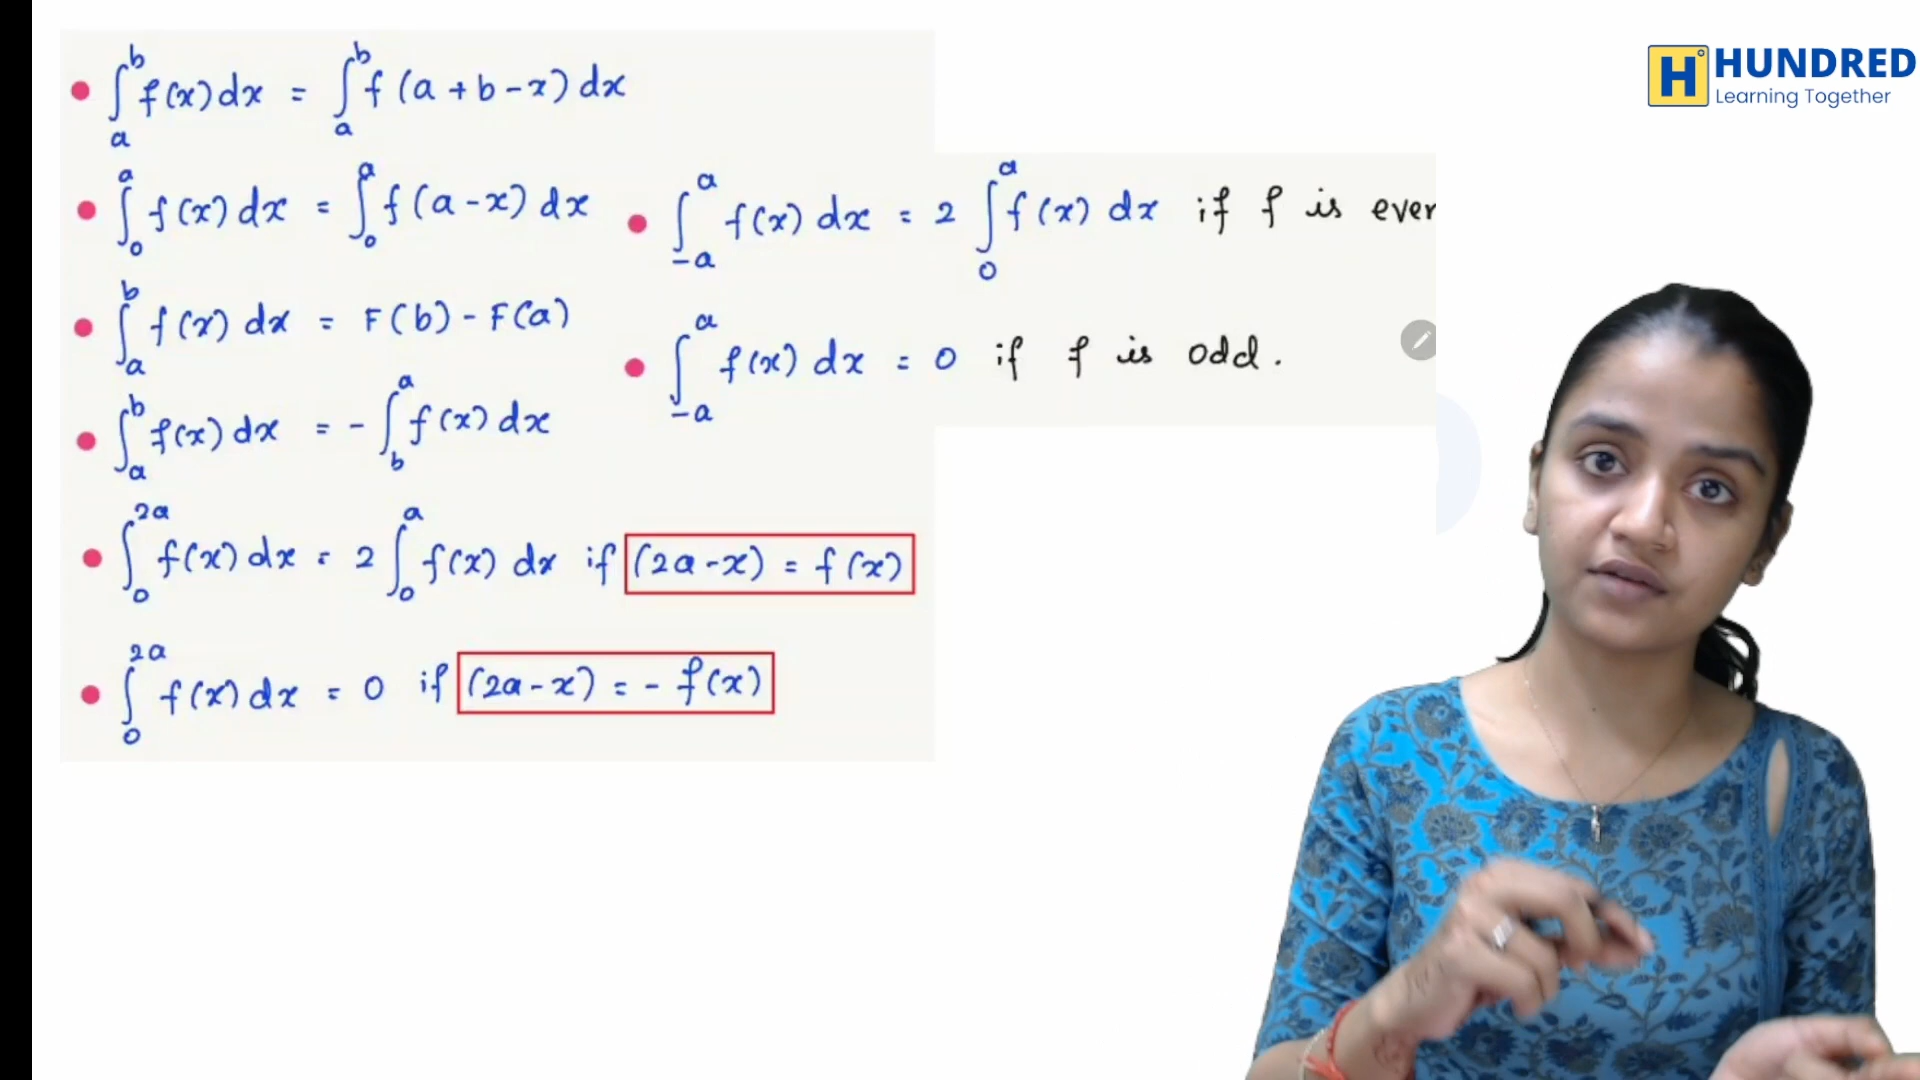 HUNDRED
Learning Together
∫_a^b f(x) dx = ∫_a^b f(a+b-x) dx
∫_0^a f(x) dx = ∫_0^a f(a-x) dx
∫_a^b f(x) dx = F(b) - F(a)
∫_a^b f(x) dx = - ∫_b^a f(x) dx
∫_0^{2a} f(x) dx = 2 ∫_0^a f(x) dx if (2a-x) = f(x)
∫_0^{2a} f(x) dx = 0 if (2a-x) = - f(x)
∫_{-a}^a f(x) dx = 2 ∫_0^a f(x) dx if f is ever
∫_{-a}^a f(x) dx = 0 if f is odd.